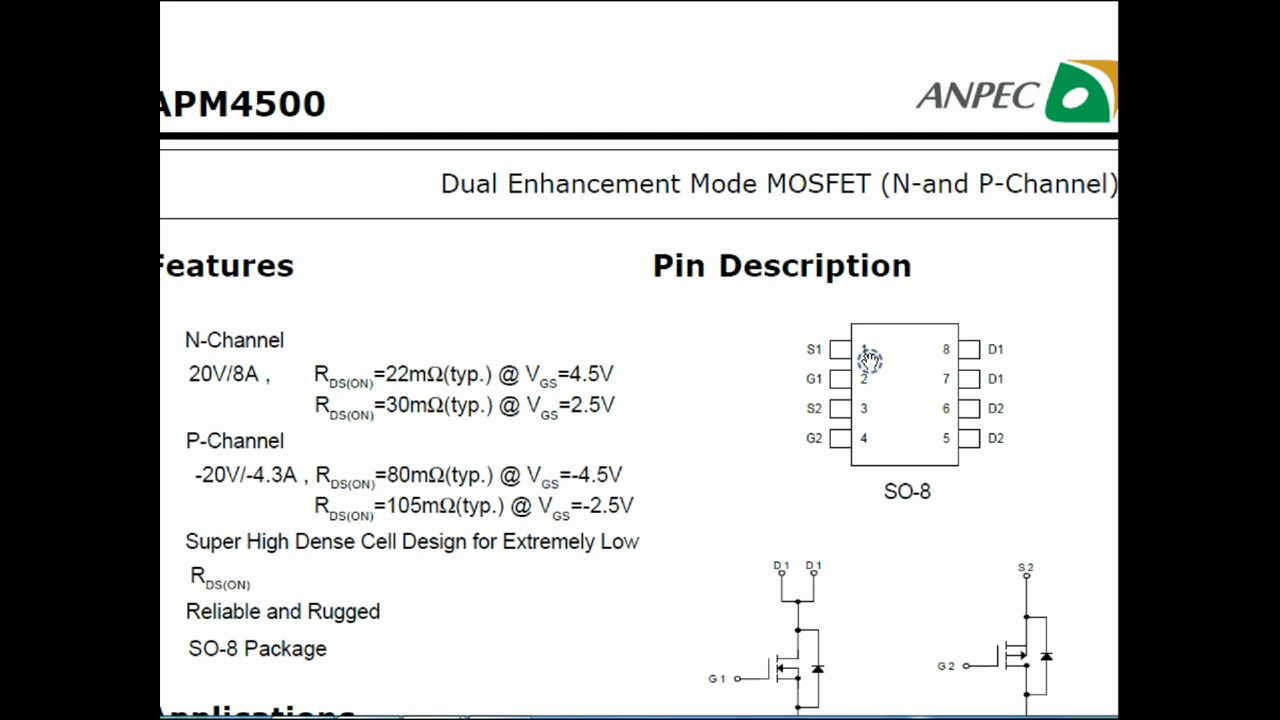 APM4500
ANPEC
Dual Enhancement Mode MOSFET (N-and P-Channel)
Features
N-Channel
20V/8A , RDS(ON)=22mΩ(typ.) @ VGS=4.5V
RDS(ON)=30mΩ(typ.) @ VGS=2.5V
P-Channel
-20V/-4.3A , RDS(ON)=80mΩ(typ.) @ VGS=-4.5V
RDS(ON)=105mΩ(typ.) @ VGS=-2.5V
Super High Dense Cell Design for Extremely Low
RDS(ON)
Reliable and Rugged
SO-8 Package
Applications
Pin Description
S1 1 8 D1
G1 2 7 D1
S2 3 6 D2
G2 4 5 D2
SO-8
D1 D1
S2
G1
G2